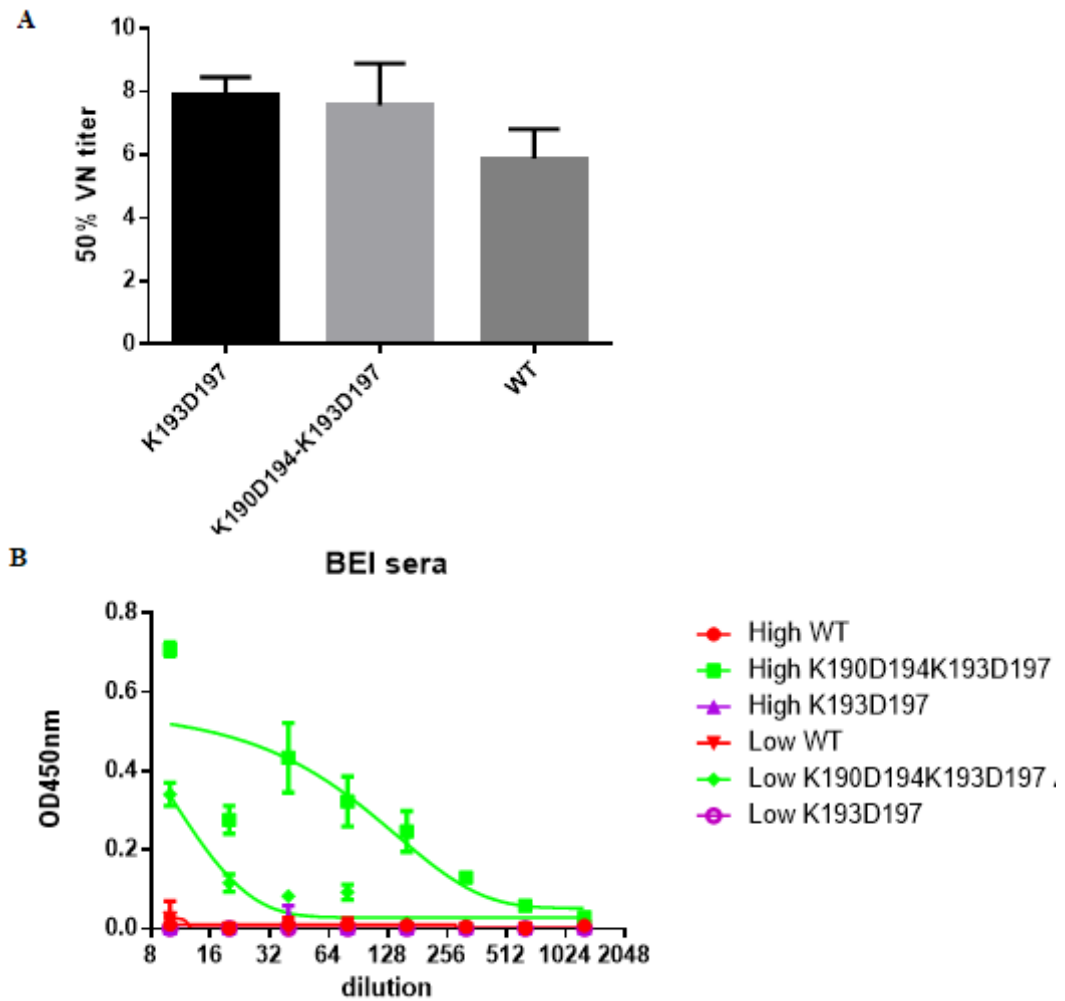 A
50% VN titer
10
8
6
4
2
0
K193D197
K190D194-K193D197
WT
B
BEI sera
OD450nm
0.8
0.6
0.4
0.2
0.0
8 16 32 64 128 256 512 1024 2048
dilution
High WT
High K190D194K193D197
High K193D197
Low WT
Low K190D194K193D197 .
Low K193D197